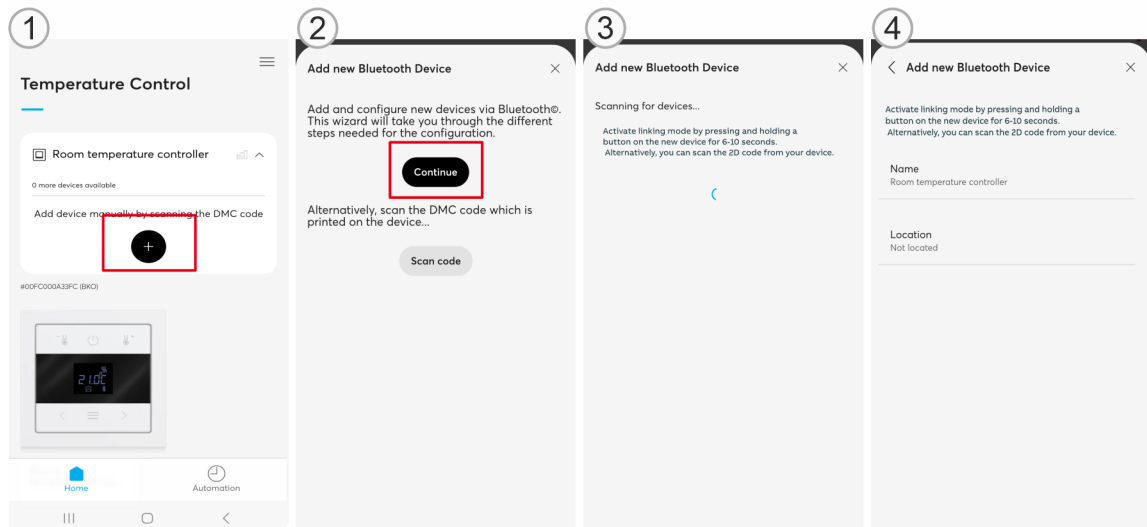 1
Temperature Control
Room temperature controller
0 more devices available
Add device manually by scanning the DMC code
+
#00FC000A33FC (BKO)
21.0C
Home
Automation
2
Add new Bluetooth Device
Add and configure new devices via Bluetooth©.
This wizard will take you through the different
steps needed for the configuration.
Continue
Alternatively, scan the DMC code which is
printed on the device...
Scan code
3
Add new Bluetooth Device
Scanning for devices...
Activate linking mode by pressing and holding a
button on the new device for 6-10 seconds.
Alternatively, you can scan the 2D code from your device.
4
Add new Bluetooth Device
Activate linking mode by pressing and holding a
button on the new device for 6-10 seconds.
Alternatively, you can scan the 2D code from your device.
Name
Room temperature controller
Location
Not located